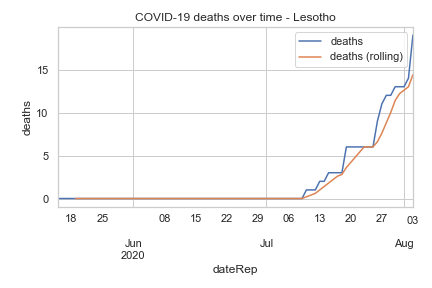 COVID-19 deaths over time - Lesotho
deaths
deaths (rolling)
15
10
5
0
deaths
18 25 08 15 22 29 06 13 20 27 03
Jun Jul Aug
2020
dateRep